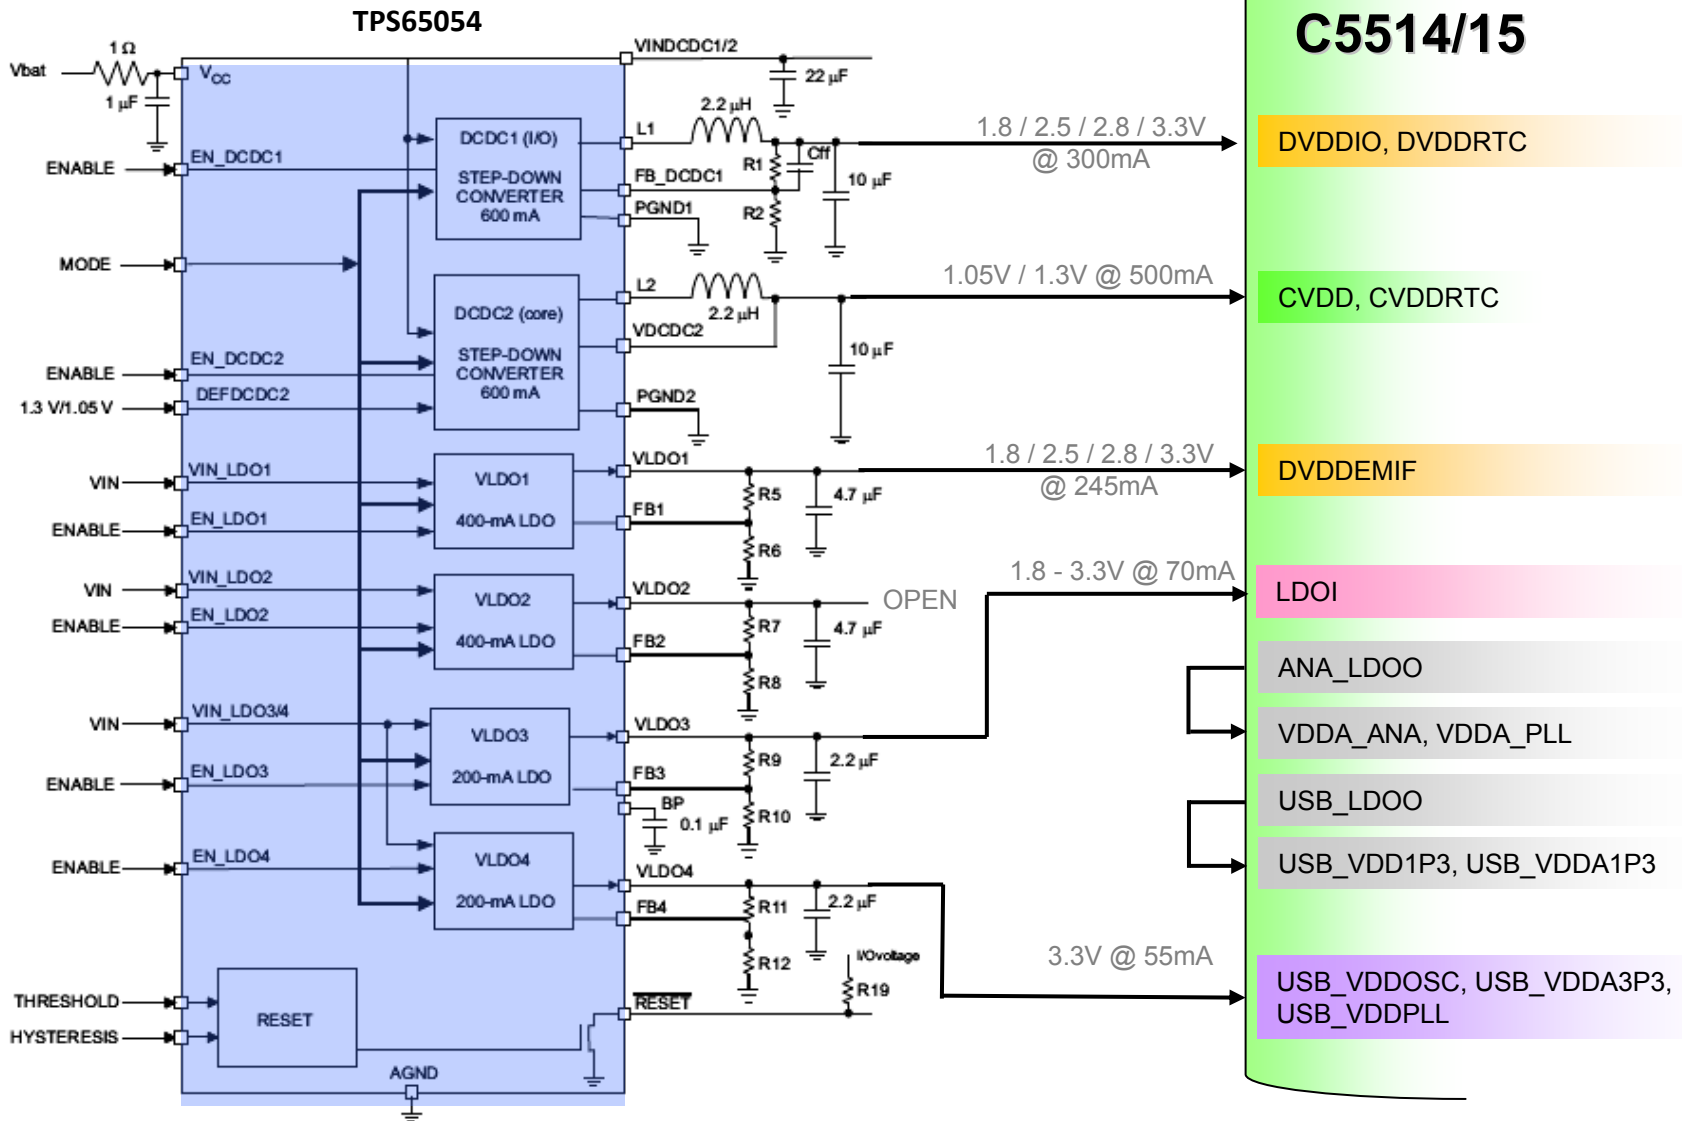 TPS65054
C5514/15
Vbat
1 Ω
1 µF
VCC
VINDCDC1/2
22 µF
2.2 µH
L1
DCDC1 (I/O)
STEP-DOWN
CONVERTER
600 mA
ENABLE
EN_DCDC1
FB_DCDC1
PGND1
R1
Cff
R2
10 µF
1.8 / 2.5 / 2.8 / 3.3V
@ 300mA
DVDDIO, DVDDRTC
MODE
L2
2.2 µH
DCDC2 (core)
STEP-DOWN
CONVERTER
600 mA
VDCDC2
10 µF
1.05V / 1.3V @ 500mA
CVDD, CVDDRTC
ENABLE
EN_DCDC2
1.3 V/1.05 V
DEFDCDC2
PGND2
VIN
VIN_LDO1
ENABLE
EN_LDO1
VLDO1
400-mA LDO
VLDO1
FB1
R5
R6
4.7 µF
1.8 / 2.5 / 2.8 / 3.3V
@ 245mA
DVDDEMIF
VIN
VIN_LDO2
ENABLE
EN_LDO2
VLDO2
400-mA LDO
VLDO2
FB2
R7
R8
4.7 µF
OPEN
1.8 - 3.3V @ 70mA
LDOI
ANA_LDOO
VDDA_ANA, VDDA_PLL
VIN
VIN_LDO3/4
ENABLE
EN_LDO3
VLDO3
200-mA LDO
VLDO3
FB3
R9
R10
2.2 µF
BP
0.1 µF
USB_LDOO
USB_VDD1P3, USB_VDDA1P3
ENABLE
EN_LDO4
VLDO4
200-mA LDO
VLDO4
FB4
R11
R12
2.2 µF
3.3V @ 55mA
USB_VDDOSC, USB_VDDA3P3,
USB_VDDPLL
I/Ovoltage
R19
THRESHOLD
HYSTERESIS
RESET
RESET
AGND